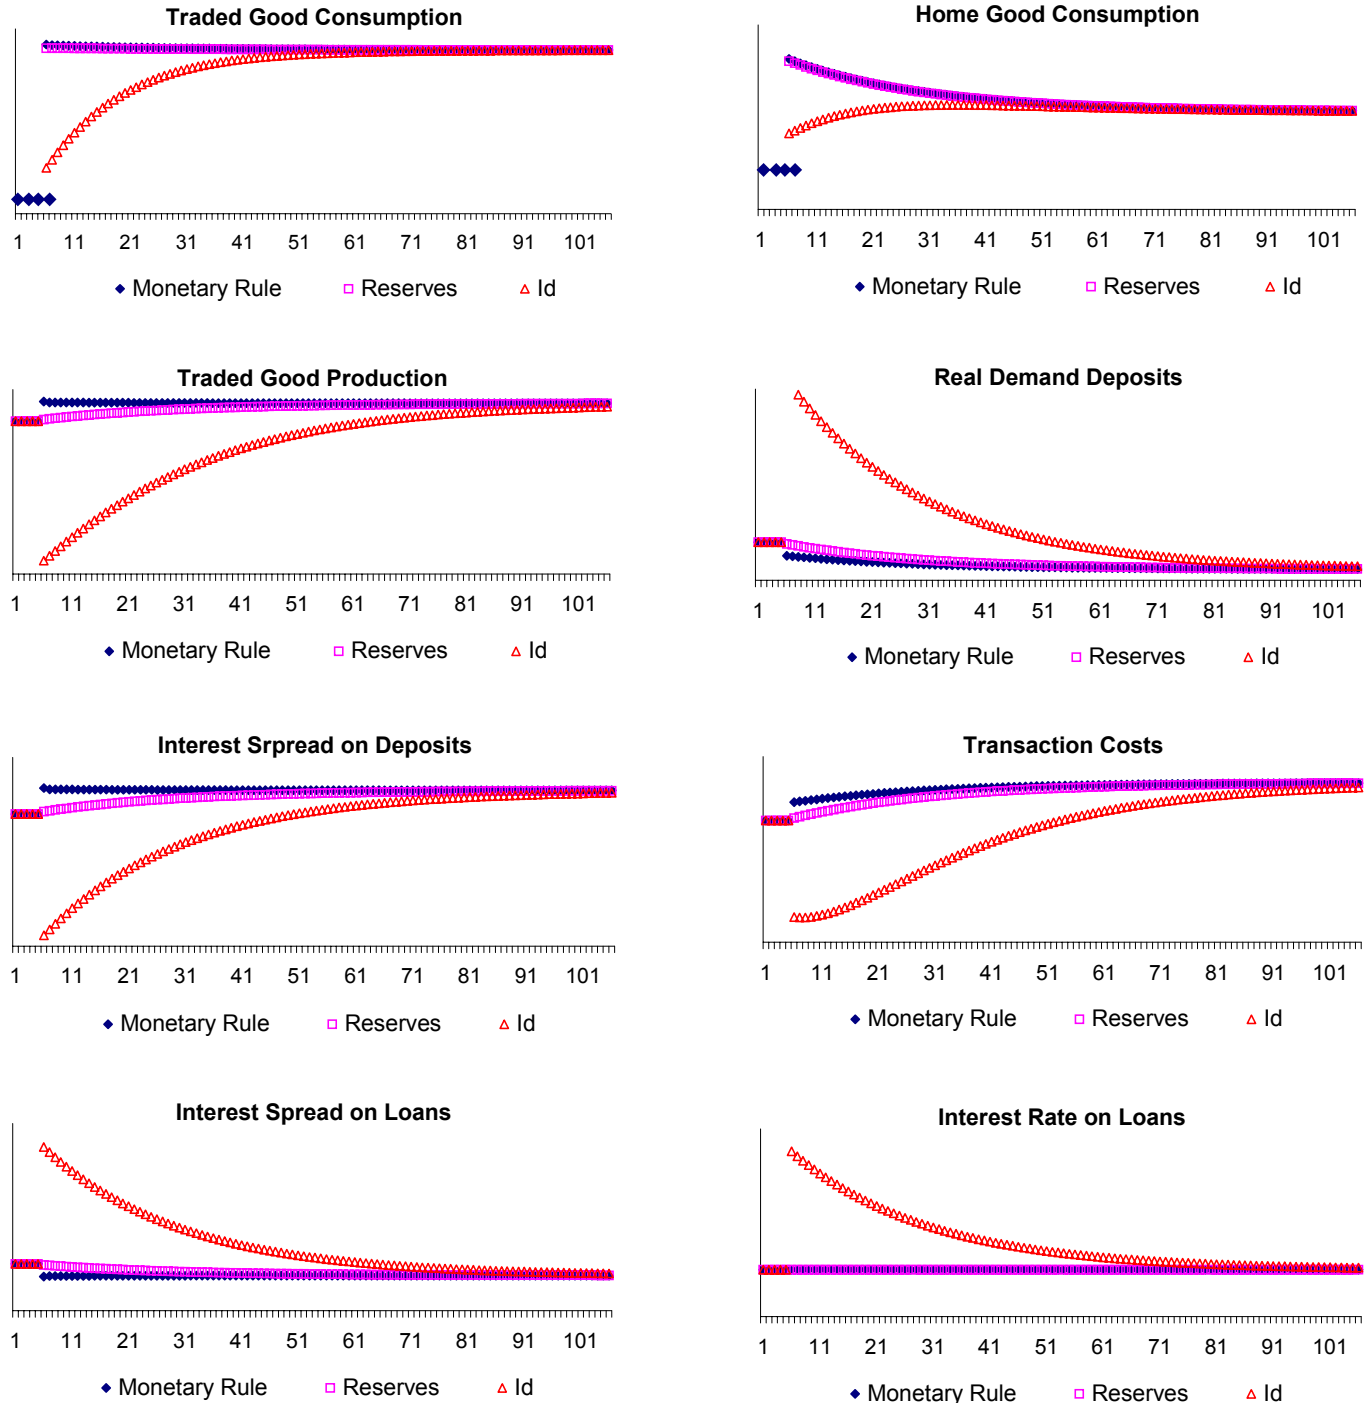 Traded Good Consumption
1 11 21 31 41 51 61 71 81 91 101
Monetary Rule Reserves Id
Home Good Consumption
1 11 21 31 41 51 61 71 81 91 101
Monetary Rule Reserves Id
Traded Good Production
1 11 21 31 41 51 61 71 81 91 101
Monetary Rule Reserves Id
Real Demand Deposits
1 11 21 31 41 51 61 71 81 91 101
Monetary Rule Reserves Id
Interest Srpread on Deposits
1 11 21 31 41 51 61 71 81 91 101
Monetary Rule Reserves Id
Transaction Costs
1 11 21 31 41 51 61 71 81 91 101
Monetary Rule Reserves Id
Interest Spread on Loans
1 11 21 31 41 51 61 71 81 91 101
Monetary Rule Reserves Id
Interest Rate on Loans
1 11 21 31 41 51 61 71 81 91 101
Monetary Rule Reserves Id